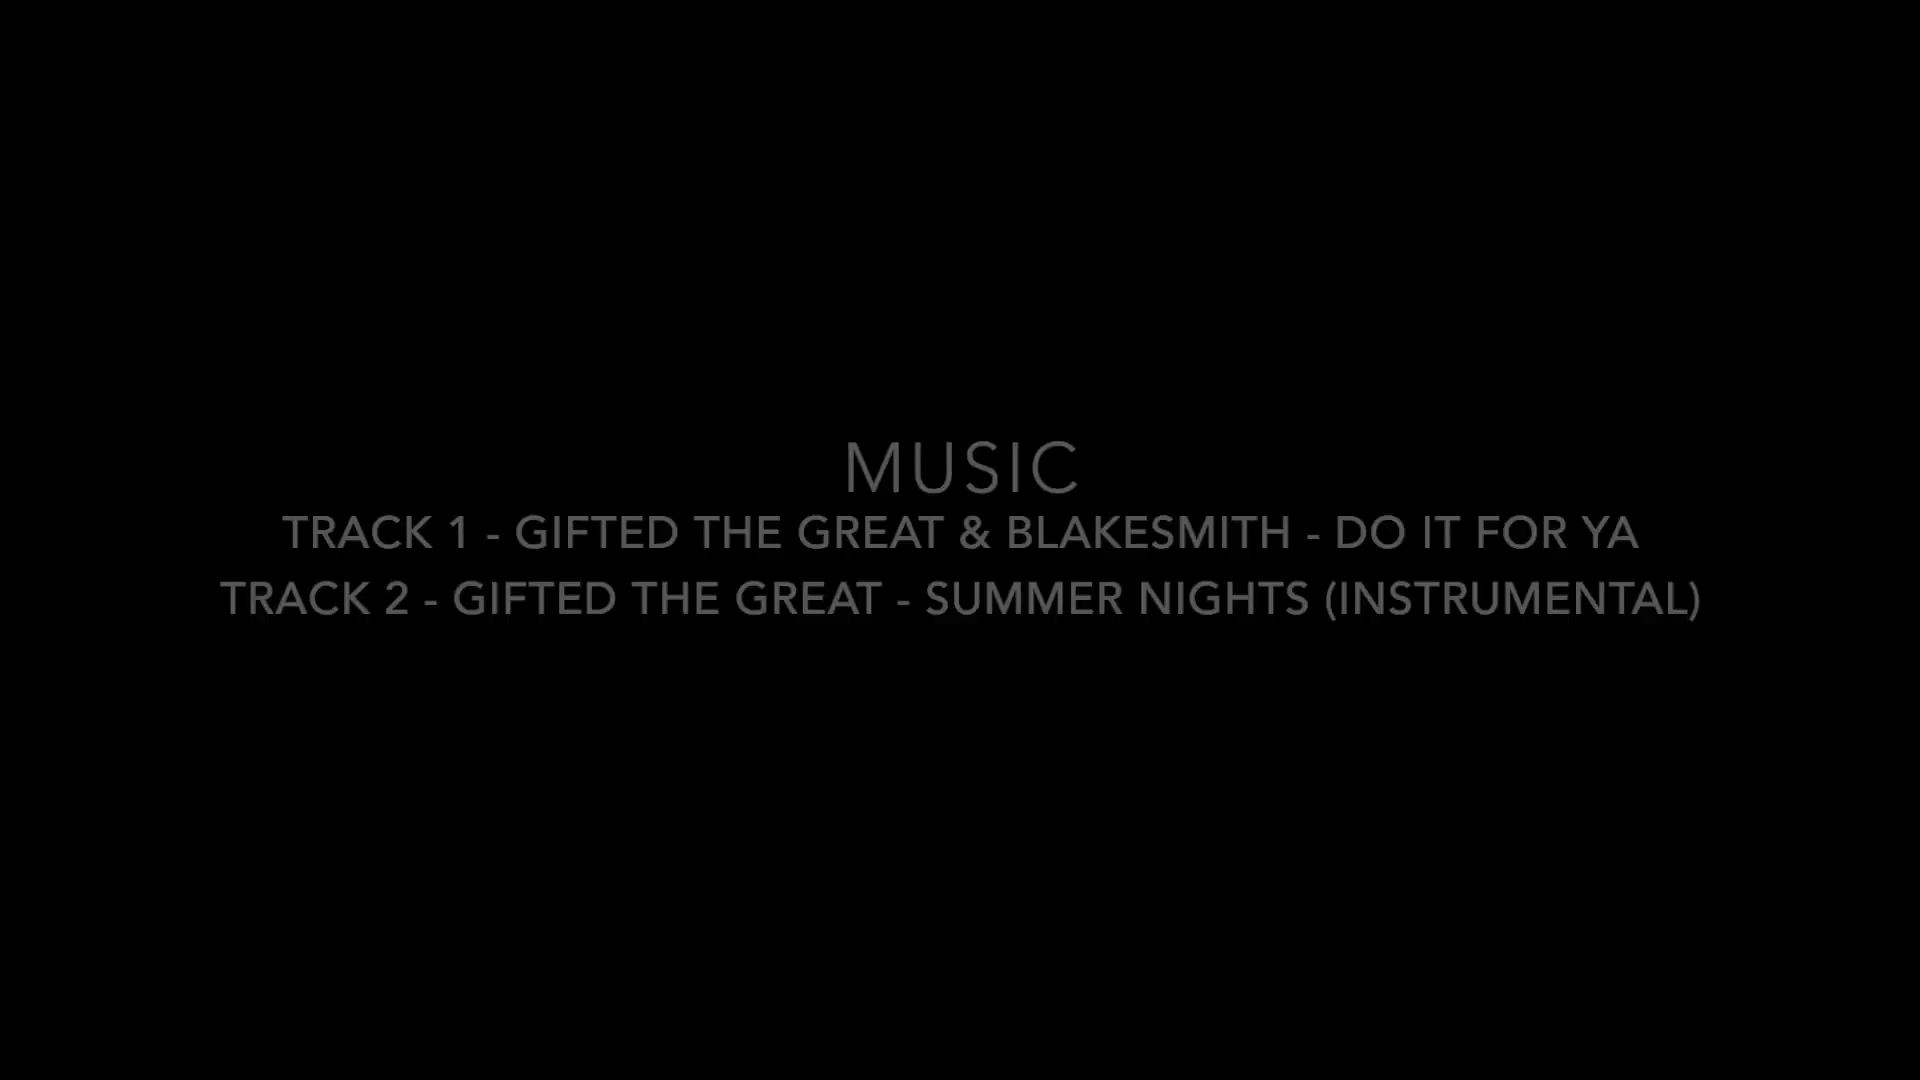 MUSIC
TRACK 1 - GIFTED THE GREAT & BLAKESMITH - DO IT FOR YA
TRACK 2 - GIFTED THE GREAT - SUMMER NIGHTS (INSTRUMENTAL)